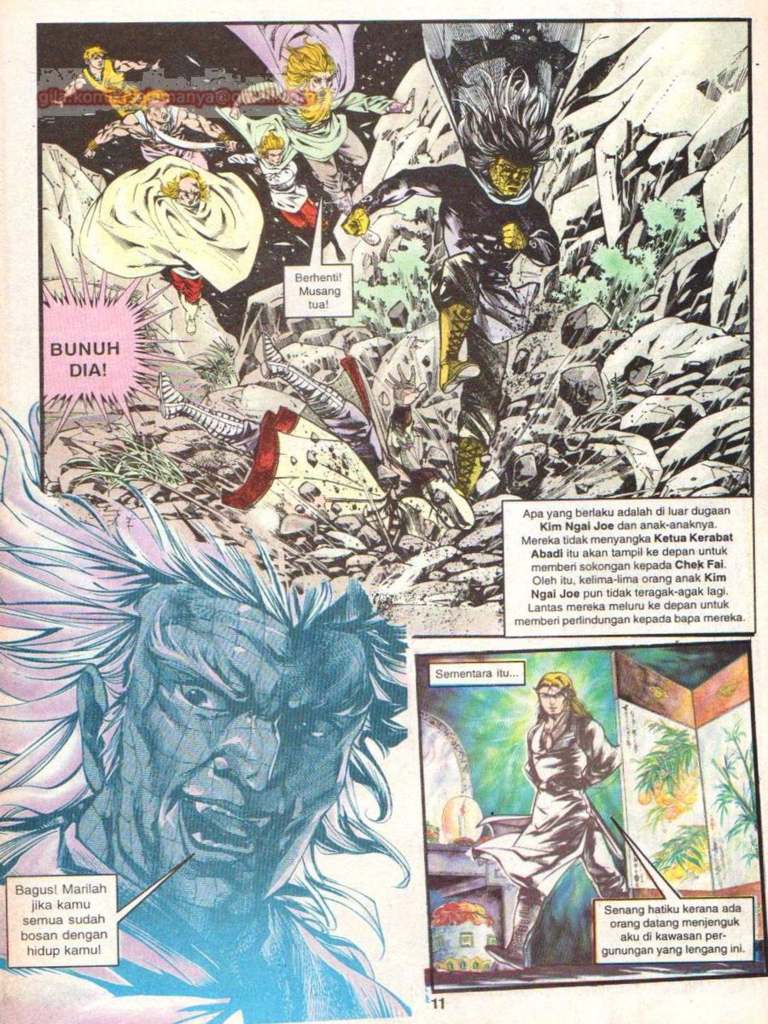 Berhenti!
Musang
tua!
BUNUH
DIA!
Apa yang berlaku adalah di luar dugaan
Kim Ngai Joe dan anak-anaknya.
Mereka tidak menyangka Ketua Kerabat
Abadi itu akan tampil ke depan untuk
memberi sokongan kepada Chek Fai.
Oleh itu, kelima-lima orang anak Kim
Ngai Joe pun tidak teragak-agak lagi.
Lantas mereka meluru ke depan untuk
memberi perlindungan kepada bapa mereka.
Sementara itu...
Bagus! Marilah
jika kamu
semua sudah
bosan dengan
hidup kamu!
Senang hatiku kerana ada
orang datang menjenguk
aku di kawasan per-
gunungan yang lengang ini.
11